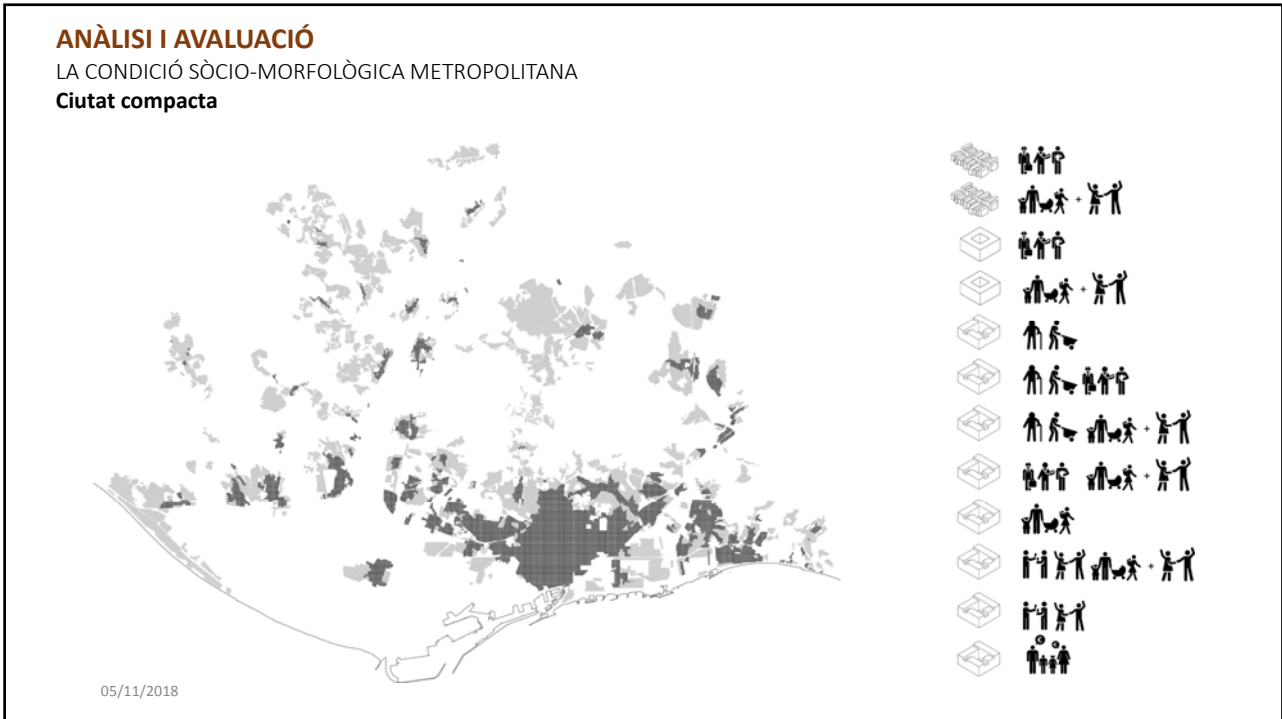 ANÀLISI I AVALUACIÓ
LA CONDICIÓ SÒCIO-MORFOLÒGICA METROPOLITANA
Ciutat compacta
+
+
+
+
+
€ €
05/11/2018